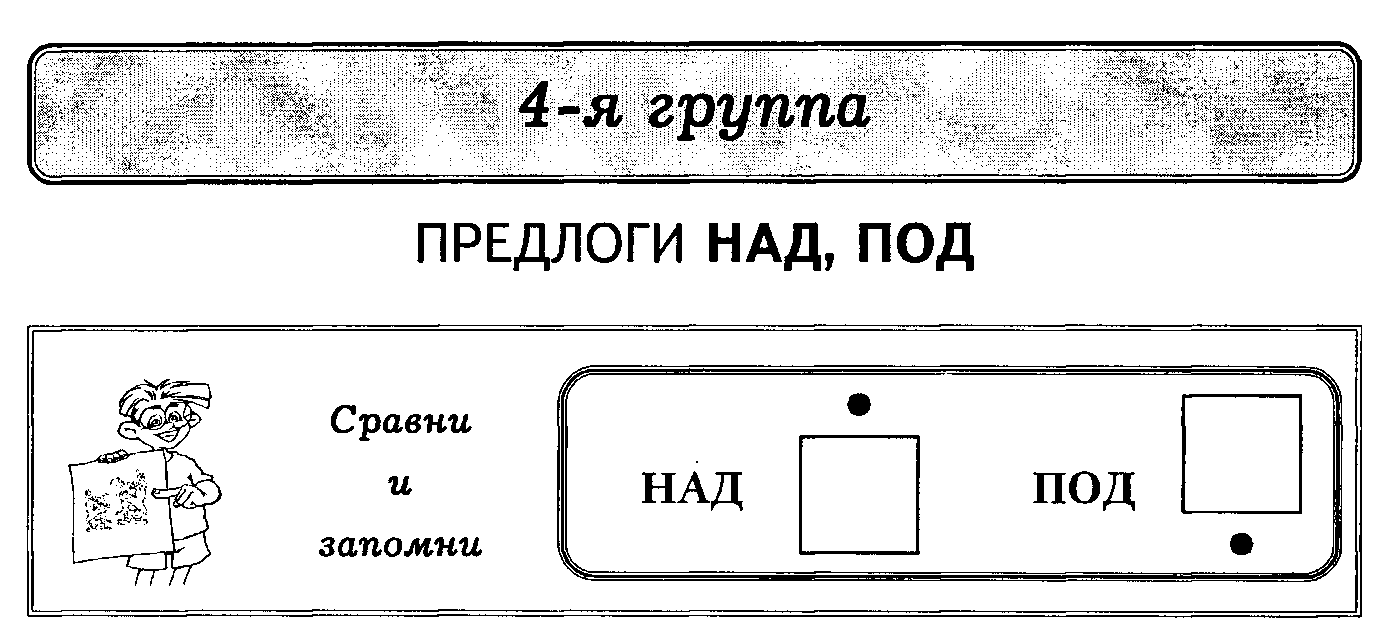 4-я группа
ПРЕДЛОГИ НАД, ПОД
Сравни
и
запомни
НАД
ПОД